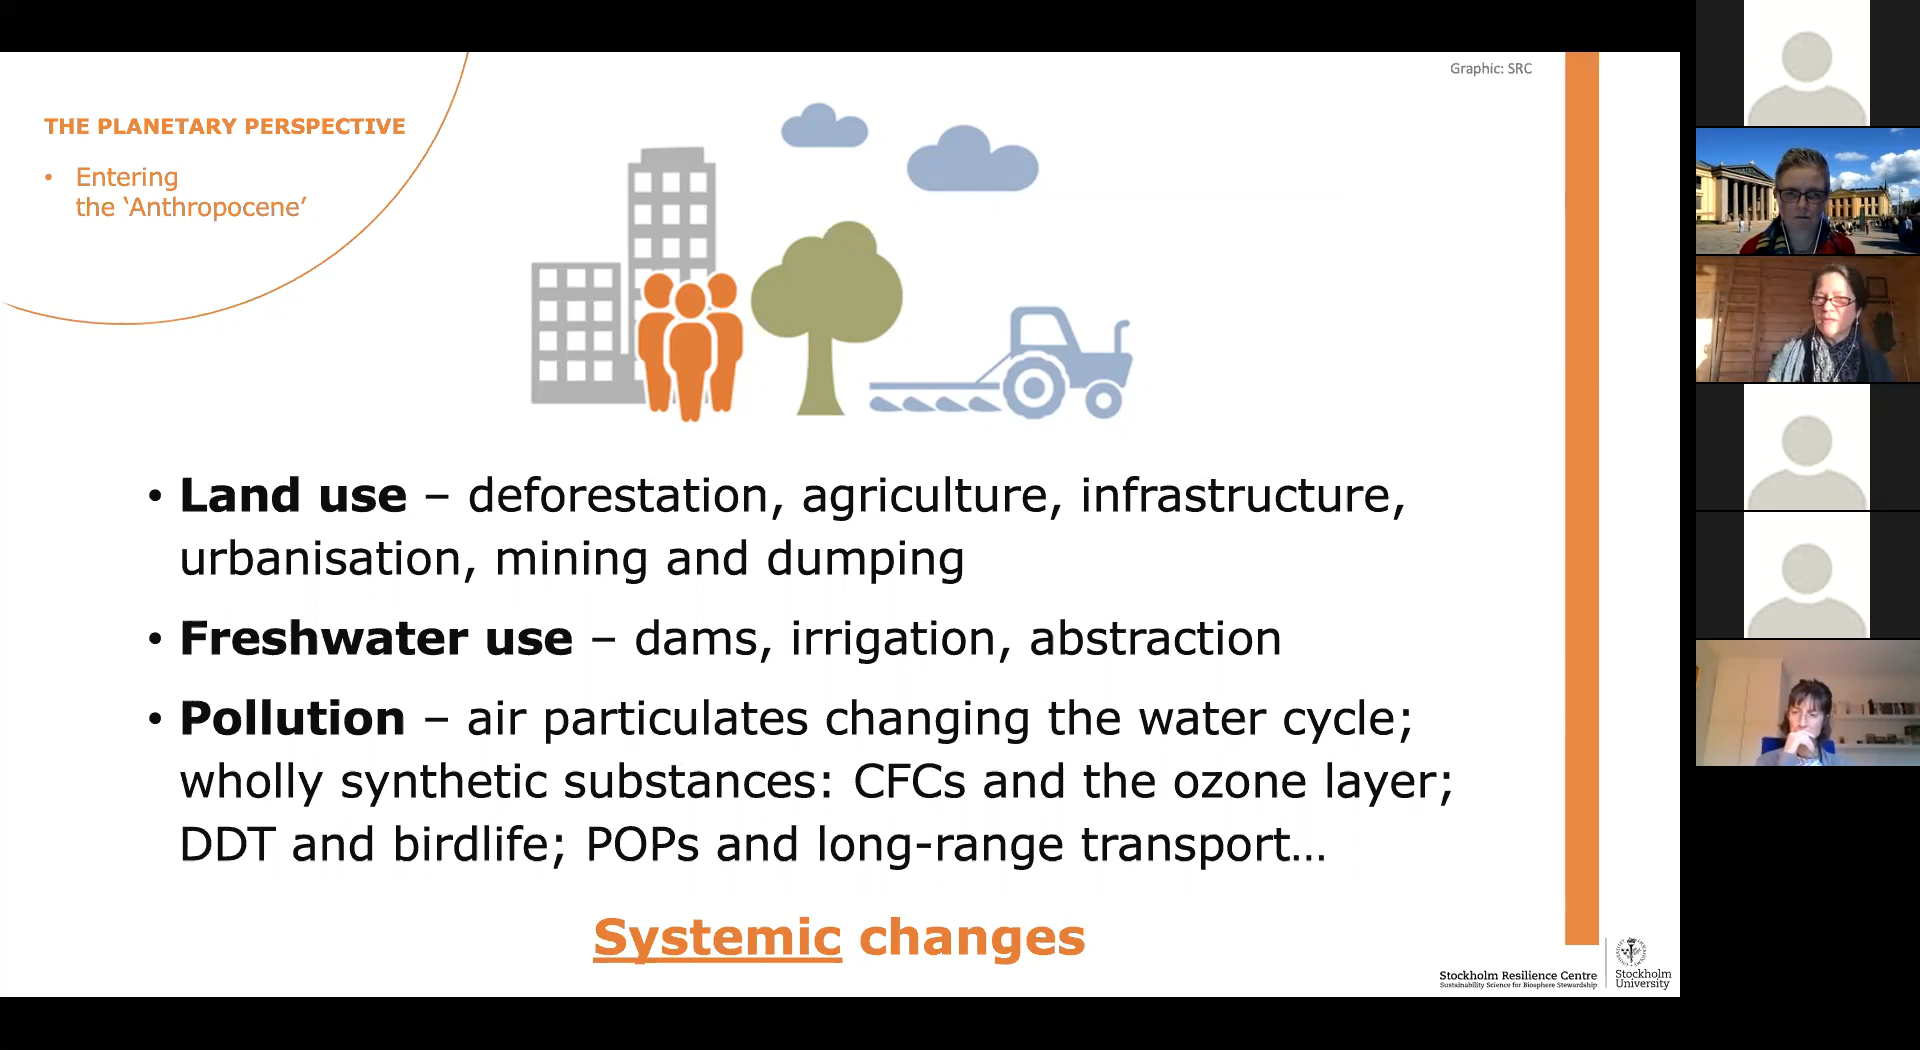 Graphic: SRC
THE PLANETARY PERSPECTIVE
• Entering
the ‘Anthropocene’
• Land use – deforestation, agriculture, infrastructure,
urbanisation, mining and dumping
• Freshwater use – dams, irrigation, abstraction
• Pollution – air particulates changing the water cycle;
wholly synthetic substances: CFCs and the ozone layer;
DDT and birdlife; POPs and long-range transport…
Systemic changes
Stockholm Resilience Centre
Sustainability Science for Biosphere Stewardship
Stockholm
University